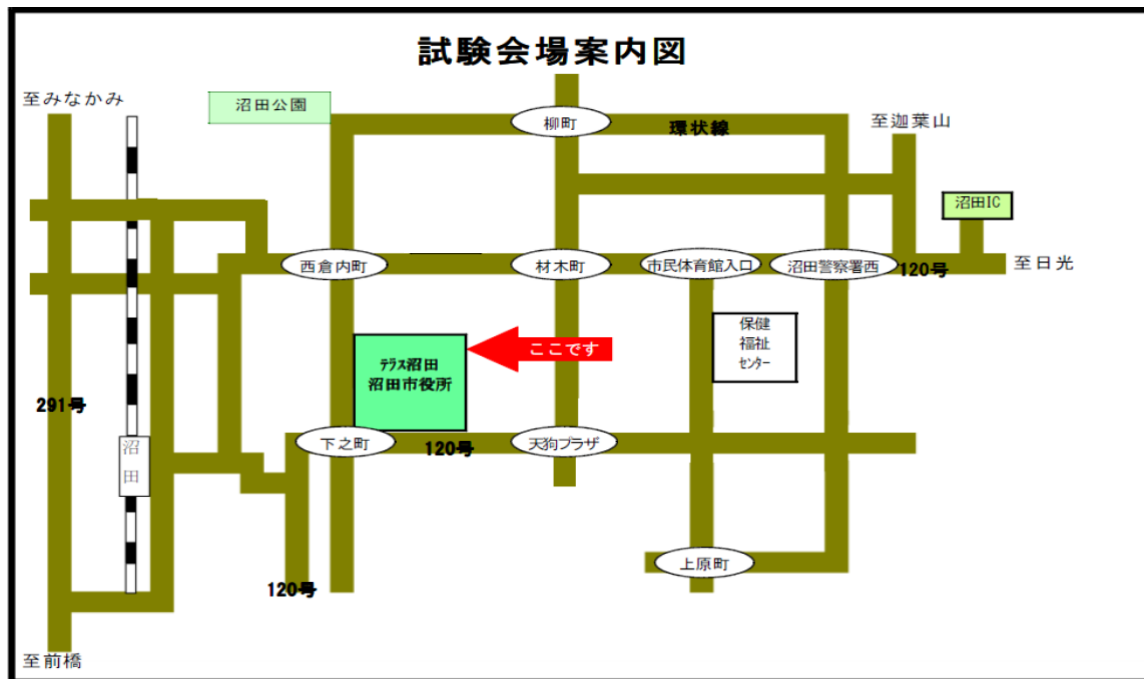 試験会場案内図
至みなかみ
沼田公園
柳町
環状線
至迦葉山
沼田IC
西倉内町
材木町
市民体育館入口
沼田警察署西
120号
至日光
保健
福祉
センター
ここです
テラス沼田
沼田市役所
291号
沼
田
下之町
120号
天狗プラザ
上原町
120号
至前橋